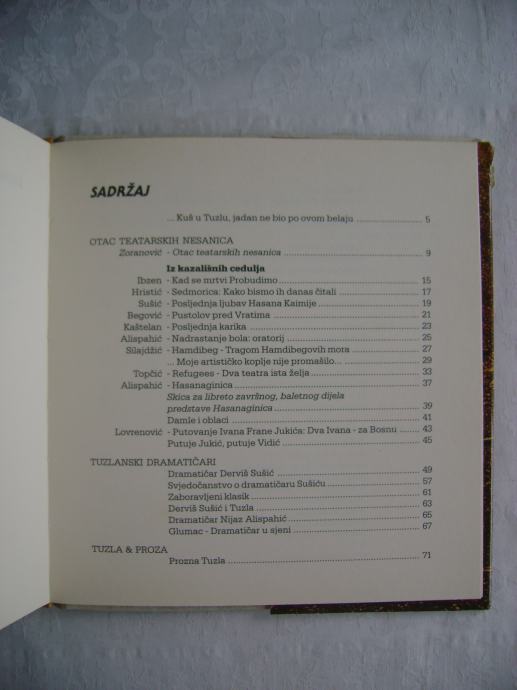 SADRŽAJ
... Kuš u Tuzlu, jadan ne bio po ovom belaju ................ 5
OTAC TEATARSKIH NESANICA
Zoranović - Otac teatarskih nesanica ................ 9
Iz kazališnih cedulja
Ibzen - Kad se mrtvi Probudimo ................ 15
Hristić - Sedmorica: Kako bismo ih danas čitali ................ 17
Sušić - Posljednja ljubav Hasana Kaimije ................ 19
Begović - Pustolov pred Vratima ................ 21
Kaštelan - Posljednja karika ................ 23
Alispahić - Nadrastanje bola: oratorij ................ 25
Silajdžić - Hamdibeg - Tragom Hamdibegovih mora ................ 27
... Moje artističko koplje nije promašilo... ................ 29
Topčić - Refugees - Dva teatra ista želja ................ 33
Alispahić - Hasanaginica ................ 37
Skica za libreto završnog, baletnog dijela
predstave Hasanaginica ................ 39
Damle i oblaci ................ 41
Lovrenović - Putovanje Ivana Frane Jukića: Dva Ivana - za Bosnu ..... 43
Putuje Jukić, putuje Vidić ................ 45
TUZLANSKI DRAMATIČARI
Dramatičar Derviš Sušić ................ 49
Svjedočanstvo o dramatičaru Sušiću ................ 57
Zaboravljeni klasik ................ 61
Derviš Sušić i Tuzla ................ 63
Dramatičar Nijaz Alispahić ................ 65
Glumac - Dramatičar u sjeni ................ 67
TUZLA & PROZA
Prozna Tuzla ................ 71